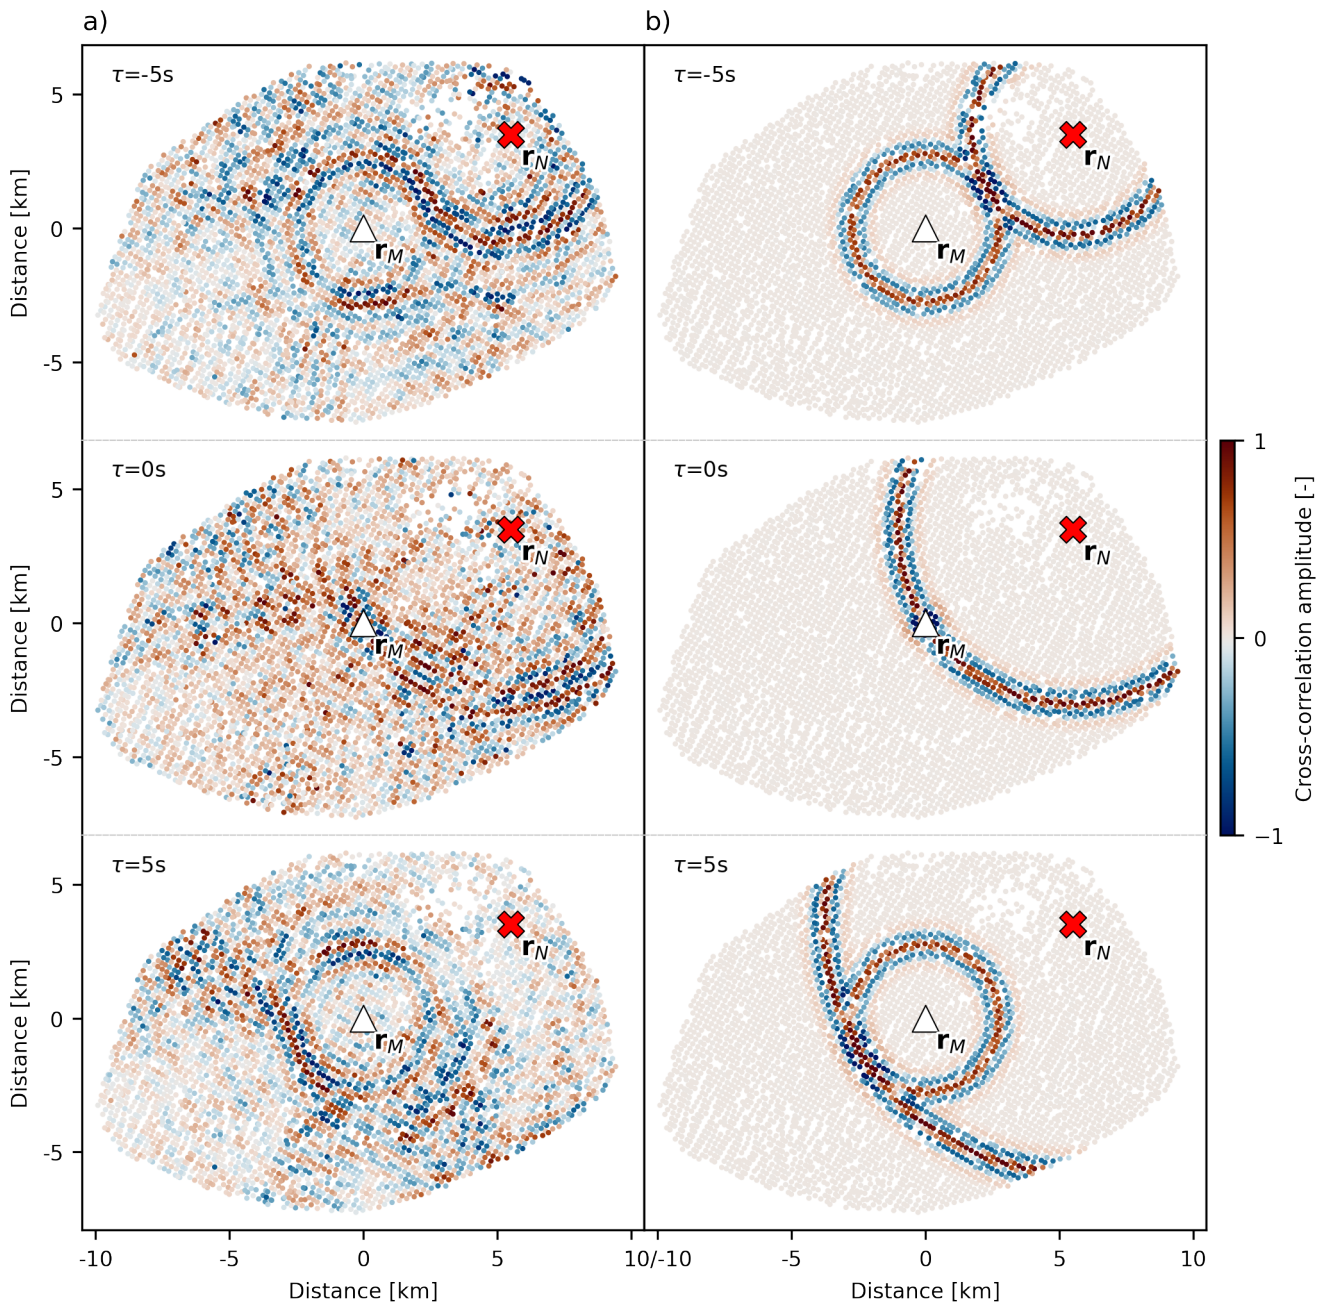 a)
b)
τ=-5s
τ=-5s
5
0
-5
Distance [km]
r_N
r_M
r_N
r_M
τ=0s
τ=0s
5
0
-5
Distance [km]
r_N
r_M
r_N
r_M
1
0
−1
Cross-correlation amplitude [-]
τ=5s
τ=5s
5
0
-5
Distance [km]
r_N
r_M
r_N
r_M
-10 -5 0 5 10/-10 -5 0 5 10
Distance [km]
Distance [km]